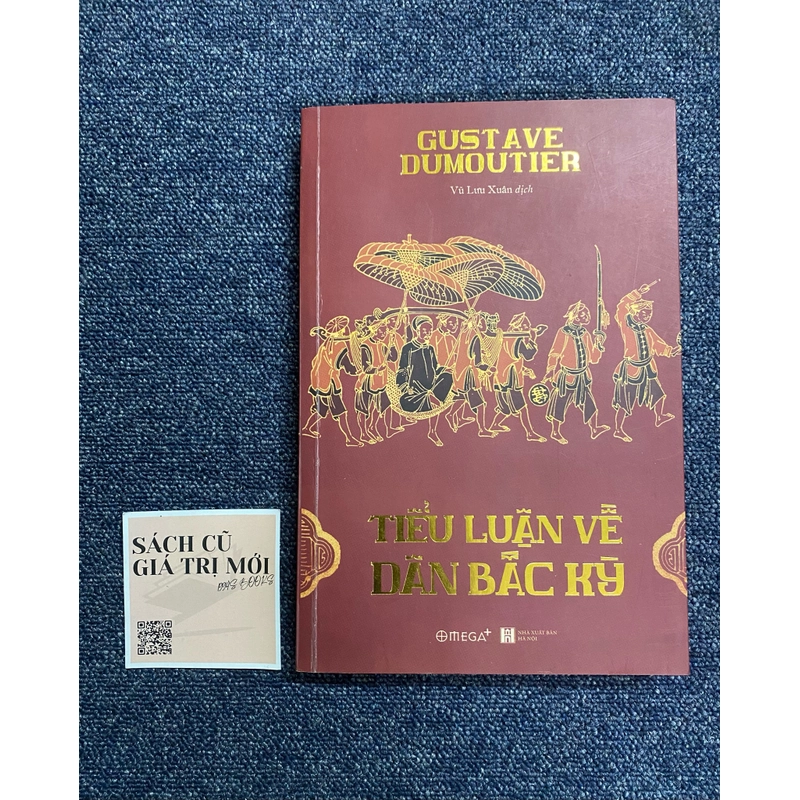 GUSTAVE
DUMOUTIER
Vũ Lưu Xuân dịch
TIỂU LUẬN VỀ
DÂN BẮC KỲ
OMEGA+
NHÀ XUẤT BẢN
HÀ NỘI
SÁCH CŨ
GIÁ TRỊ MỚI